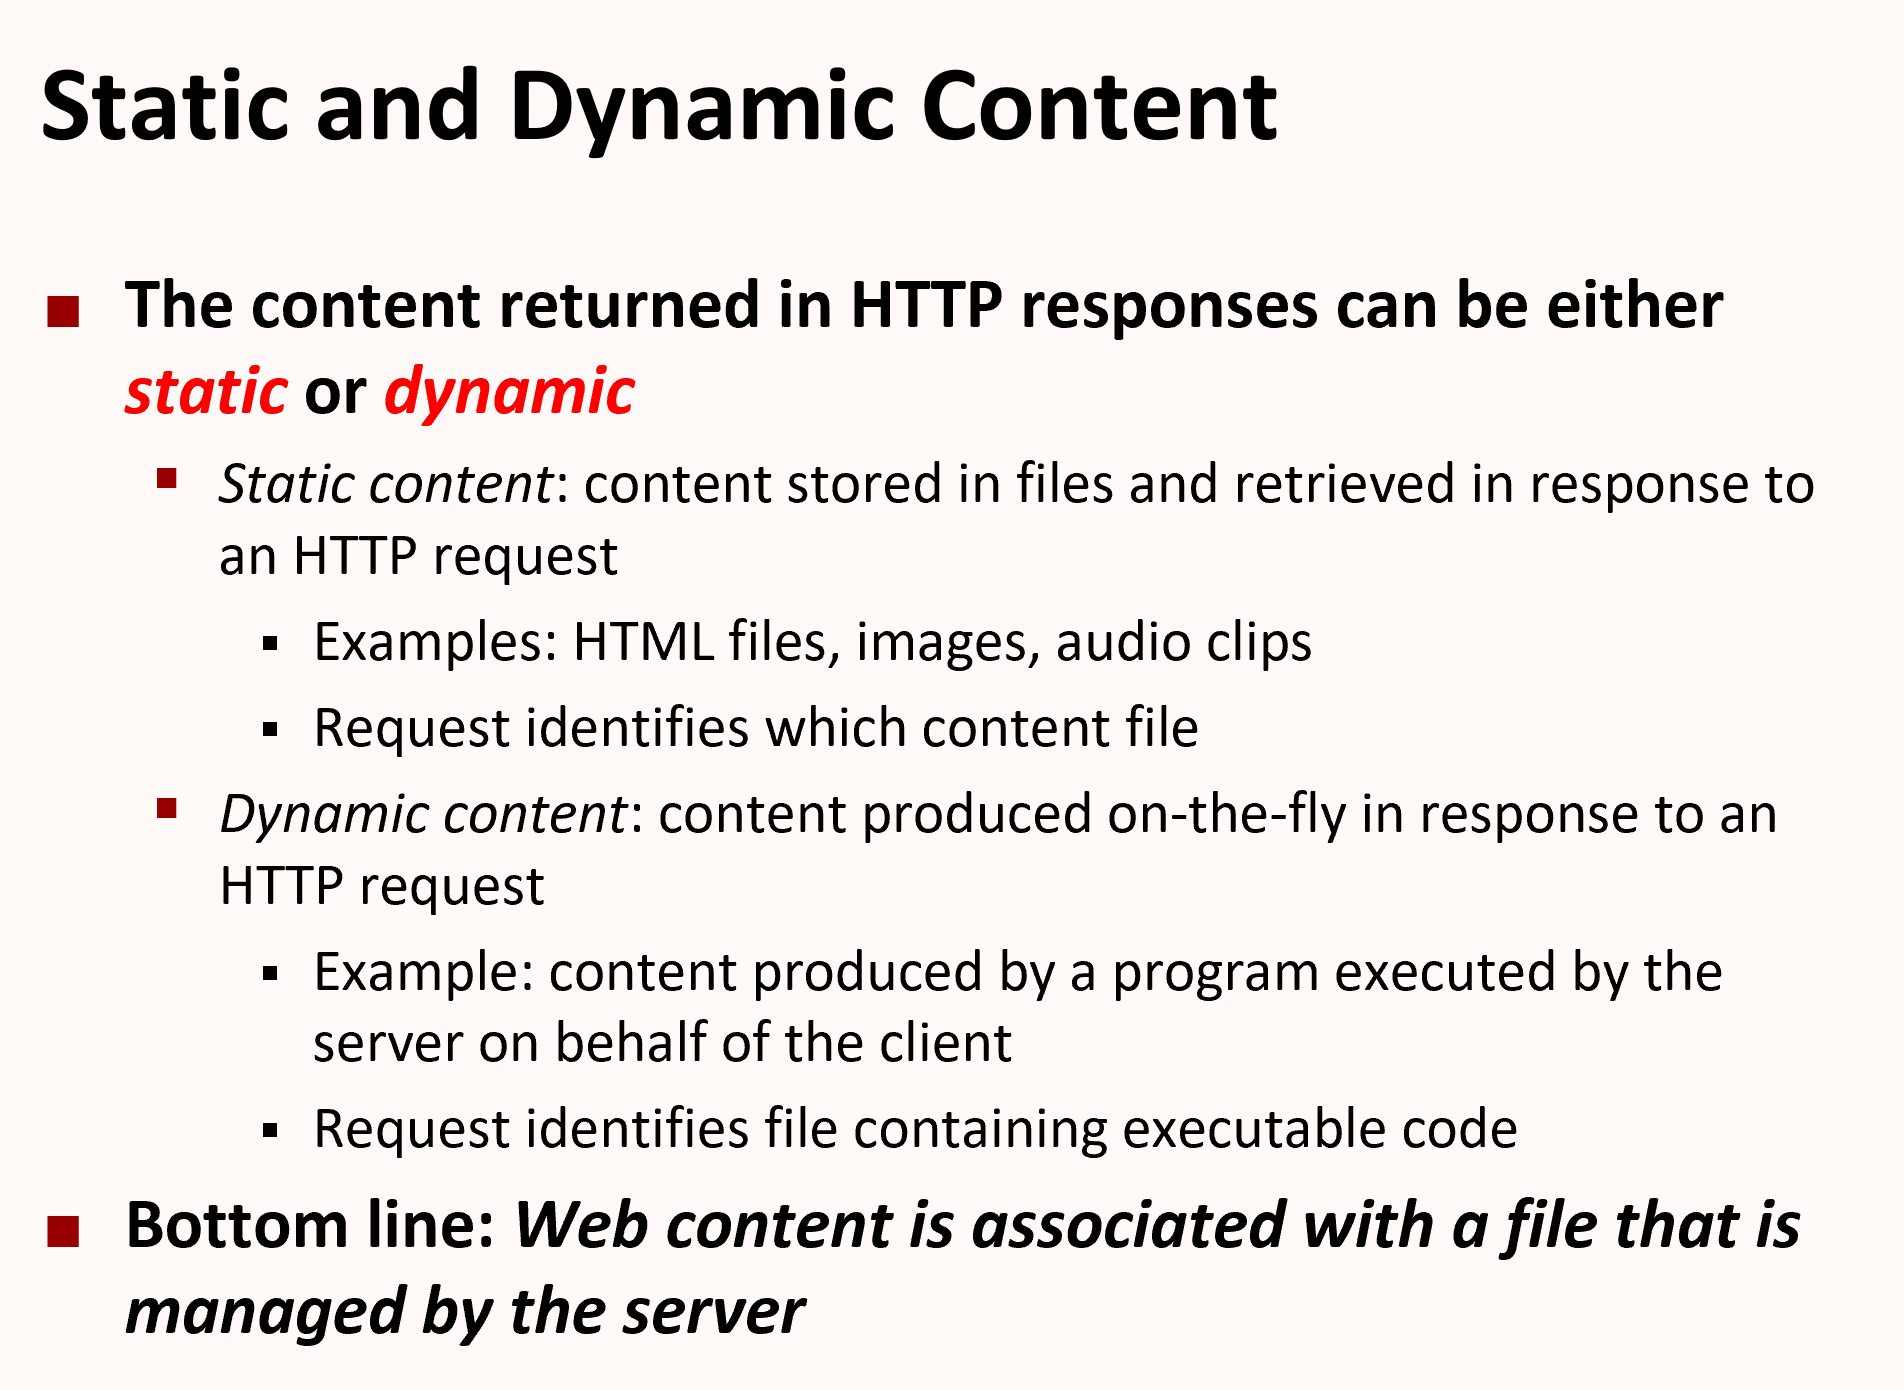 Static and Dynamic Content
The content returned in HTTP responses can be either
static or dynamic
Static content: content stored in files and retrieved in response to
an HTTP request
Examples: HTML files, images, audio clips
Request identifies which content file
Dynamic content: content produced on-the-fly in response to an
HTTP request
Example: content produced by a program executed by the
server on behalf of the client
Request identifies file containing executable code
Bottom line: Web content is associated with a file that is
managed by the server